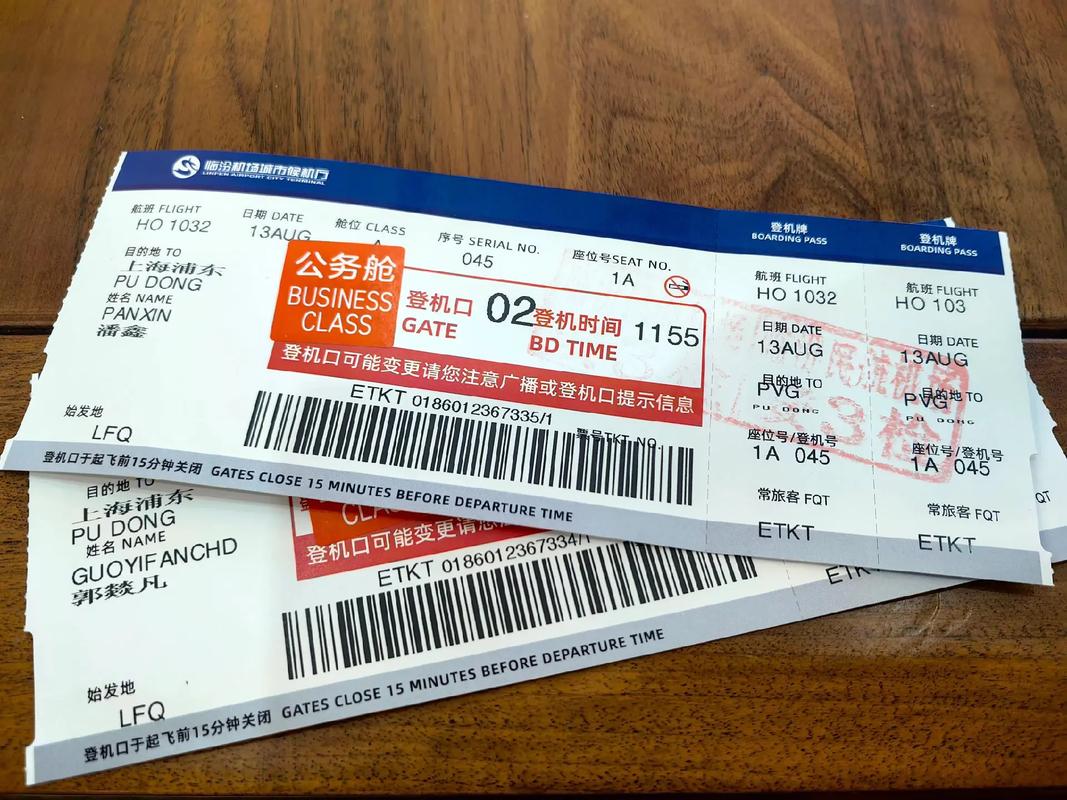 临汾机场城市候机厅
LINFEN AIRPORT CITY TERMINAL
航班 FLIGHT
HO 1032
日期 DATE
13AUG
舱位 CLASS
A
序号 SERIAL NO.
045
座位号SEAT NO.
1A
目的地 TO
上海浦东
PU DONG
姓名 NAME
PANXIN
潘鑫
公务舱
BUSINESS
CLASS
登机口
GATE
02
登机时间
BD TIME
1155
登机口可能变更请您注意广播或登机口提示信息
ETKT 0186012367335/1
票号TKT NO.
始发地
LFQ
登机口于起飞前15分钟关闭 GATES CLOSE 15 MINUTES BEFORE DEPARTURE TIME
登机牌
BOARDING PASS
航班 FLIGHT
HO 1032
日期 DATE
13AUG
目的地 TO
PVG
PU DONG
座位号/登机号
1A 045
常旅客 FQT
ETKT
登机牌
BOARDING PASS
航班 FLIGHT
HO 103
日期 DATE
13AUG
目的地 TO
PVG
PU DONG
座位号/登机号
1A 045
常旅客 FQT
ETKT
目的地 TO
上海浦东
PU DONG
姓名 NAME
GUOYIFANCHD
郭燚凡
CLA
登机口可能变更请您注
ETKT 0186012367334/1
ETK
QT
始发地
LFQ
登机口于起飞前15分钟关闭 GATES CLOSE 15 MINUTES BEFORE DEPARTURE TIME